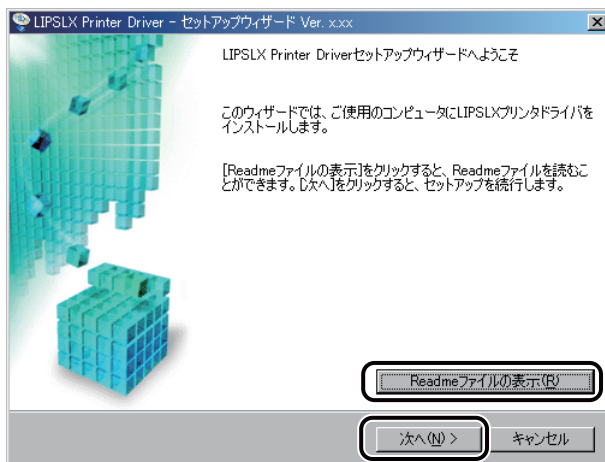 LIPSLX Printer Driver - セットアップウィザード Ver. x.xx
LIPSLX Printer Driverセットアップウィザードへようこそ
このウィザードでは、ご使用のコンピュータにLIPSLXプリンタドライバを
インストールします。
[Readmeファイルの表示]をクリックすると、Readmeファイルを読むこ
とができます。[次へ]をクリックすると、セットアップを続行します。
Readmeファイルの表示(R)
次へ(N) >
キャンセル